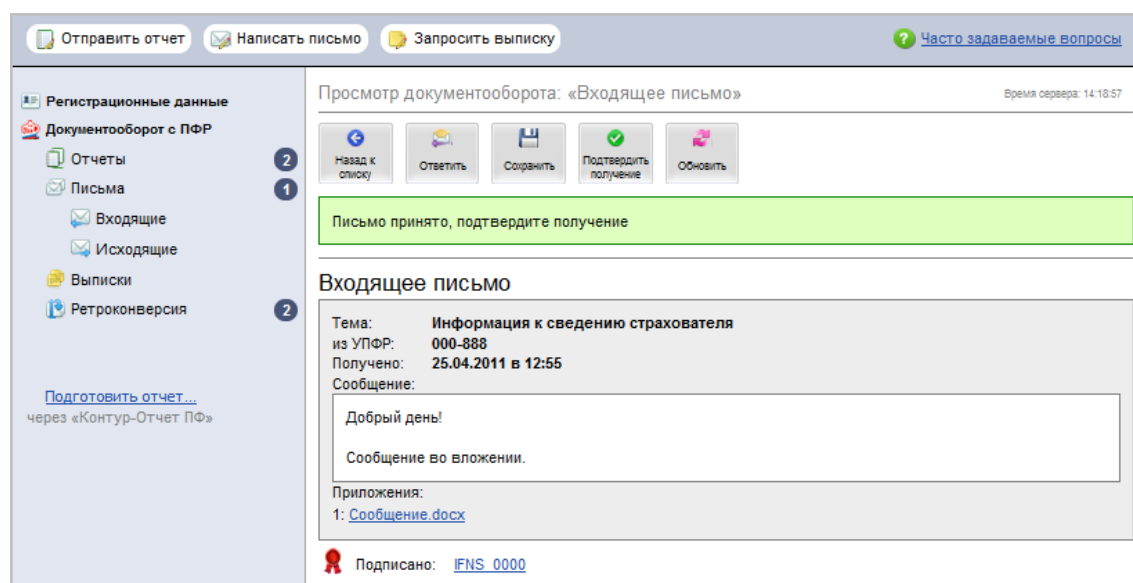 Отправить отчет Написать письмо Запросить выписку Часто задаваемые вопросы
Регистрационные данные
Документооборот с ПФР
Отчеты 2
Письма 1
Входящие
Исходящие
Выписки
Ретроконверсия 2
Подготовить отчет...
через «Контур-Отчет ПФ»
Просмотр документооборота: «Входящее письмо» Время сервера: 14:18:57
Назад к списку Ответить Сохранить Подтвердить получение Обновить
Письмо принято, подтвердите получение
Входящее письмо
Тема: Информация к сведению страхователя
из УПФР: 000-888
Получено: 25.04.2011 в 12:55
Сообщение:
Добрый день!
Сообщение во вложении.
Приложения:
1: Сообщение.docx
Подписано: IFNS_0000